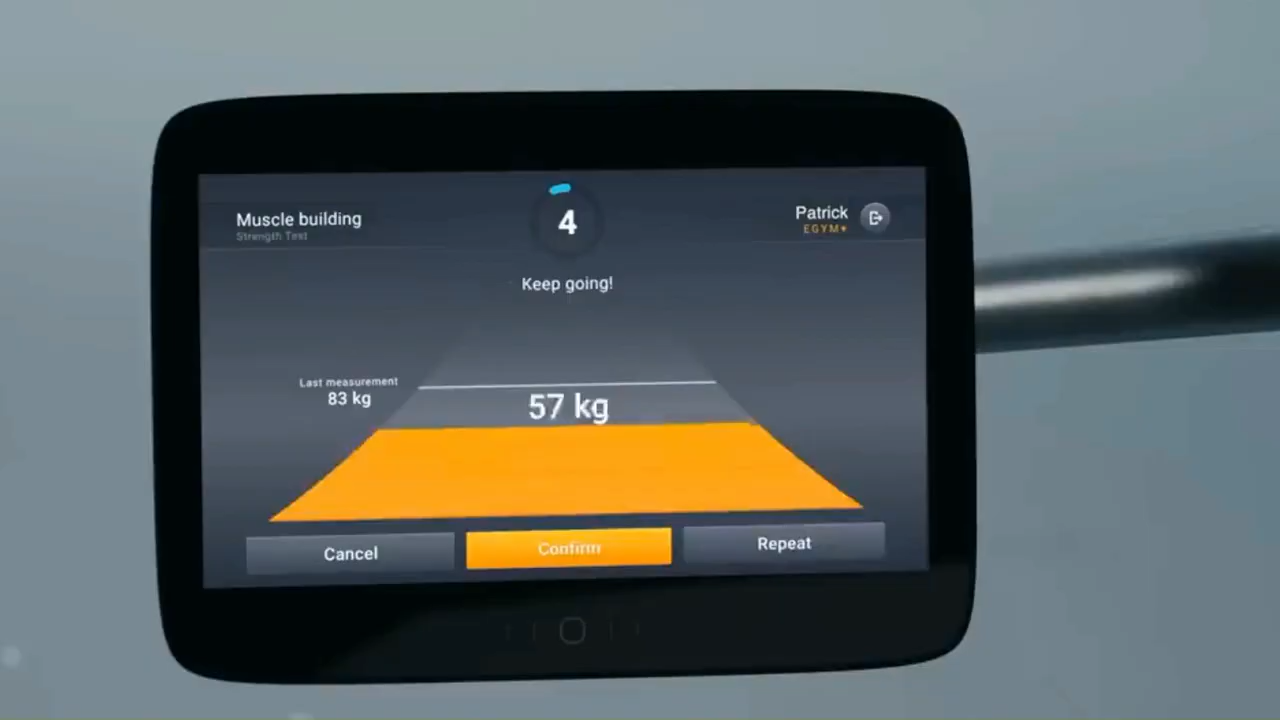 Muscle building
Strength Test
4
Patrick
EGYM+
Keep going!
Last measurement
83 kg
57 kg
Cancel
Confirm
Repeat